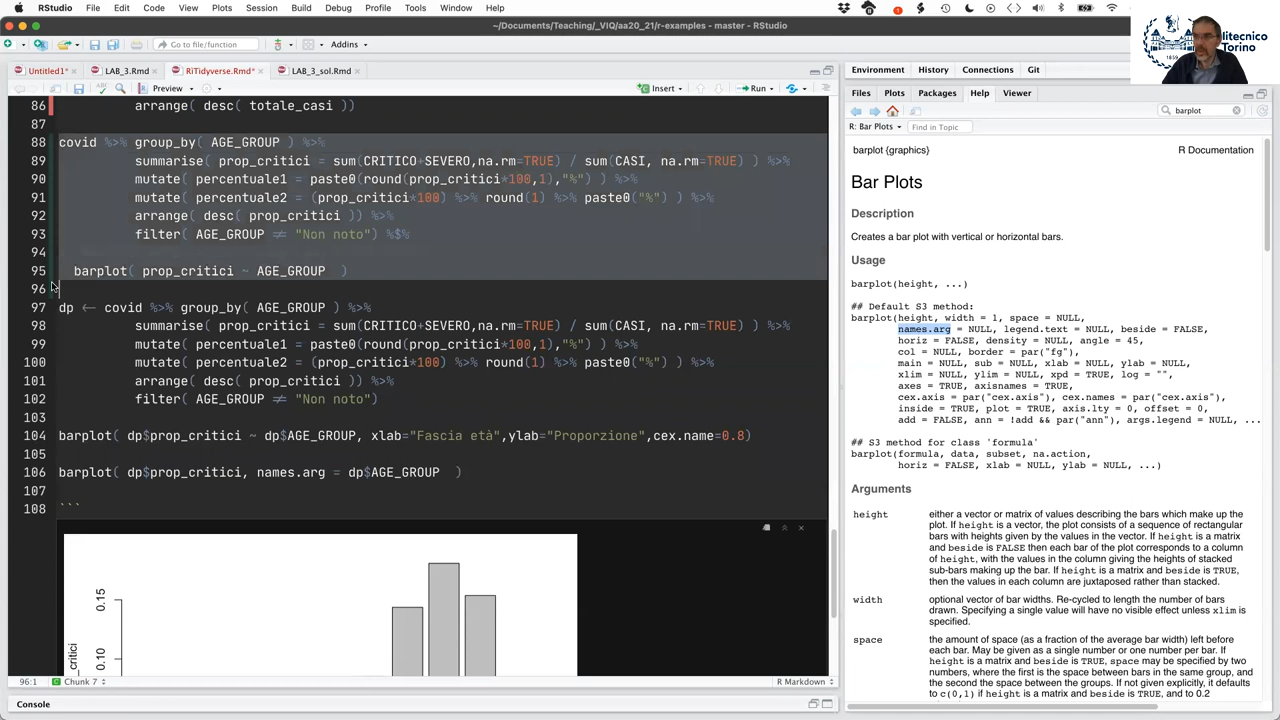 RStudio File Edit Code View Plots Session Build Debug Profile Tools Window Help
~/Documents/Teaching/_VIQ/aa20_21/r-examples - master - RStudio
Go to file/function Addins
litecnico
Torino
Untitled1* LAB_3.Rmd RiTidyverse.Rmd* LAB_3_sol.Rmd
Preview Insert Run
86 arrange( desc( totale_casi ))
87
88 covid %>% group_by( AGE_GROUP ) %>%
89 summarise( prop_critici = sum(CRITICO+SEVERO,na.rm=TRUE) / sum(CASI, na.rm=TRUE) ) %>%
90 mutate( percentuale1 = paste0(round(prop_critici*100,1),"%") ) %>%
91 mutate( percentuale2 = (prop_critici*100) %>% round(1) %>% paste0("%") ) %>%
92 arrange( desc( prop_critici )) %>%
93 filter( AGE_GROUP ≠ "Non noto") %$%
94
95 barplot( prop_critici ~ AGE_GROUP )
96
97 dp ← covid %>% group_by( AGE_GROUP ) %>%
98 summarise( prop_critici = sum(CRITICO+SEVERO,na.rm=TRUE) / sum(CASI, na.rm=TRUE) ) %>%
99 mutate( percentuale1 = paste0(round(prop_critici*100,1),"%") ) %>%
100 mutate( percentuale2 = (prop_critici*100) %>% round(1) %>% paste0("%") ) %>%
101 arrange( desc( prop_critici )) %>%
102 filter( AGE_GROUP ≠ "Non noto")
103
104 barplot( dp$prop_critici ~ dp$AGE_GROUP, xlab="Fascia età",ylab="Proporzione",cex.name=0.8)
105
106 barplot( dp$prop_critici, names.arg = dp$AGE_GROUP )
107
108 ```
0.15
0.10
_critici
96:1 Chunk 7 R Markdown
Console
Environment History Connections Git
Files Plots Packages Help Viewer
barplot
R: Bar Plots Find in Topic
barplot {graphics} R Documentation
Bar Plots
Description
Creates a bar plot with vertical or horizontal bars.
Usage
barplot(height, ...)
## Default S3 method:
barplot(height, width = 1, space = NULL,
names.arg = NULL, legend.text = NULL, beside = FALSE,
horiz = FALSE, density = NULL, angle = 45,
col = NULL, border = par("fg"),
main = NULL, sub = NULL, xlab = NULL, ylab = NULL,
xlim = NULL, ylim = NULL, xpd = TRUE, log = "",
axes = TRUE, axisnames = TRUE,
cex.axis = par("cex.axis"), cex.names = par("cex.axis"),
inside = TRUE, plot = TRUE, axis.lty = 0, offset = 0,
add = FALSE, ann = !add && par("ann"), args.legend = NULL, ...
## S3 method for class 'formula'
barplot(formula, data, subset, na.action,
horiz = FALSE, xlab = NULL, ylab = NULL, ...)
Arguments
height either a vector or matrix of values describing the bars which make up the
plot. If height is a vector, the plot consists of a sequence of rectangular
bars with heights given by the values in the vector. If height is a matrix
and beside is FALSE then each bar of the plot corresponds to a column
of height, with the values in the column giving the heights of stacked
sub-bars making up the bar. If height is a matrix and beside is TRUE,
then the values in each column are juxtaposed rather than stacked.
width optional vector of bar widths. Re-cycled to length the number of bars
drawn. Specifying a single value will have no visible effect unless xlim is
specified.
space the amount of space (as a fraction of the average bar width) left before
each bar. May be given as a single number or one number per bar. If
height is a matrix and beside is TRUE, space may be specified by two
numbers, where the first is the space between bars in the same group, and
the second the space between the groups. If not given explicitly, it defaults
to c(0,1) if height is a matrix and beside is TRUE, and to 0.2